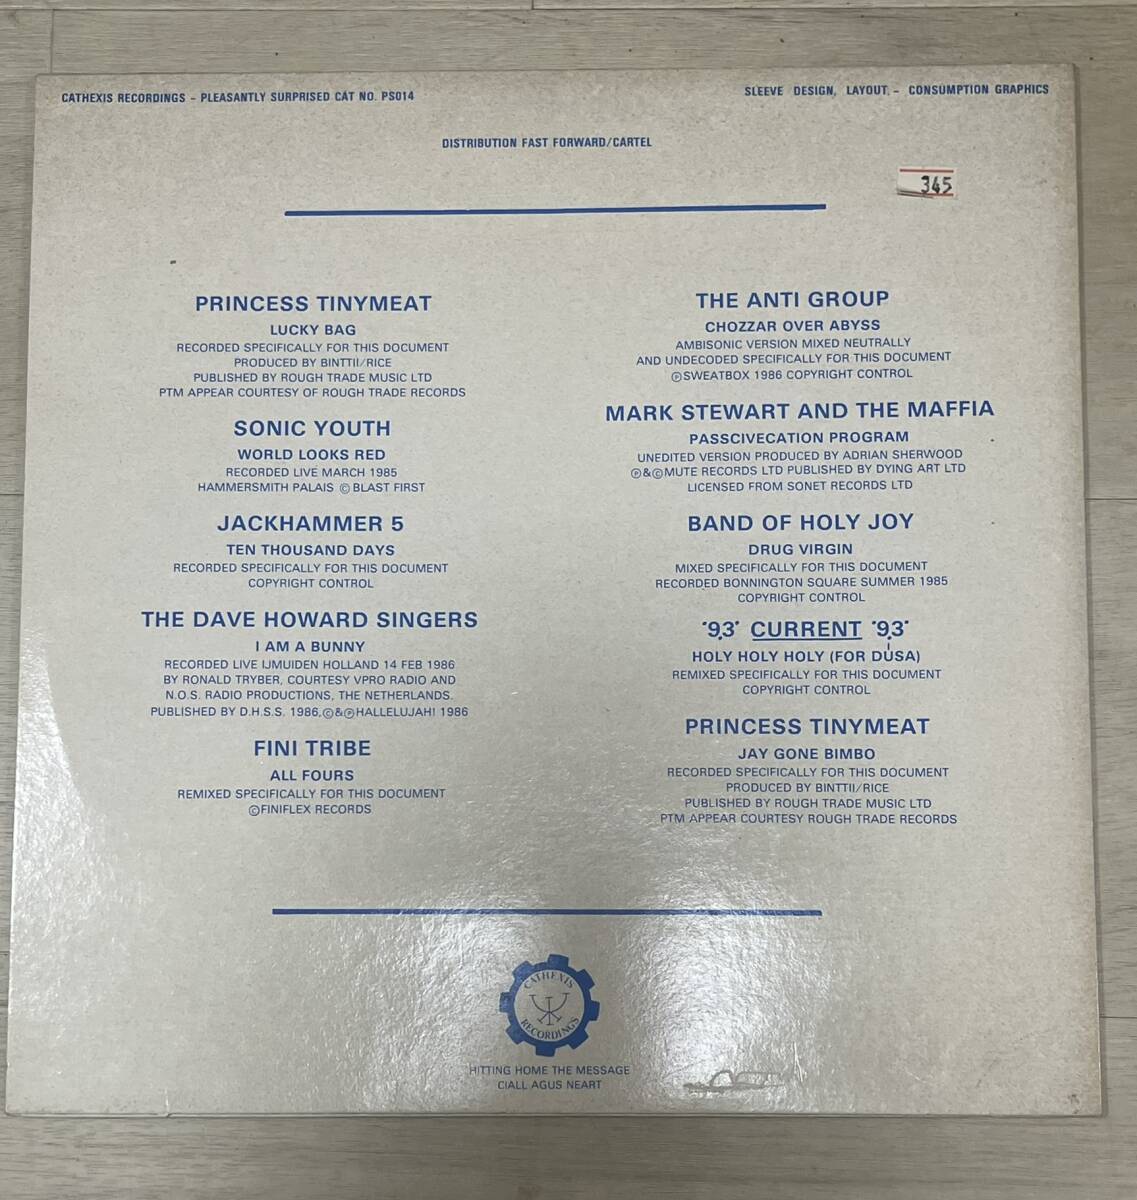 CATHEXIS RECORDINGS - PLEASANTLY SURPRISED CAT NO. PS014
SLEEVE DESIGN, LAYOUT, - CONSUMPTION GRAPHICS
DISTRIBUTION FAST FORWARD/CARTEL
345
PRINCESS TINYMEAT
LUCKY BAG
RECORDED SPECIFICALLY FOR THIS DOCUMENT
PRODUCED BY BINTTII/RICE
PUBLISHED BY ROUGH TRADE MUSIC LTD
PTM APPEAR COURTESY OF ROUGH TRADE RECORDS
SONIC YOUTH
WORLD LOOKS RED
RECORDED LIVE MARCH 1985
HAMMERSMITH PALAIS © BLAST FIRST
JACKHAMMER 5
TEN THOUSAND DAYS
RECORDED SPECIFICALLY FOR THIS DOCUMENT
COPYRIGHT CONTROL
THE DAVE HOWARD SINGERS
I AM A BUNNY
RECORDED LIVE IJMUIDEN HOLLAND 14 FEB 1986
BY RONALD TRYBER, COURTESY VPRO RADIO AND
N.O.S. RADIO PRODUCTIONS, THE NETHERLANDS.
PUBLISHED BY D.H.S.S. 1986,©&℗HALLELUJAH! 1986
FINI TRIBE
ALL FOURS
REMIXED SPECIFICALLY FOR THIS DOCUMENT
©FINIFLEX RECORDS
THE ANTI GROUP
CHOZZAR OVER ABYSS
AMBISONIC VERSION MIXED NEUTRALLY
AND UNDECODED SPECIFICALLY FOR THIS DOCUMENT
℗SWEATBOX 1986 COPYRIGHT CONTROL
MARK STEWART AND THE MAFFIA
PASSCIVECATION PROGRAM
UNEDITED VERSION PRODUCED BY ADRIAN SHERWOOD
℗&©MUTE RECORDS LTD PUBLISHED BY DYING ART LTD
LICENSED FROM SONET RECORDS LTD
BAND OF HOLY JOY
DRUG VIRGIN
MIXED SPECIFICALLY FOR THIS DOCUMENT
RECORDED BONNINGTON SQUARE SUMMER 1985
COPYRIGHT CONTROL
'9,3' CURRENT '9,3'
HOLY HOLY HOLY (FOR DUSA)
REMIXED SPECIFICALLY FOR THIS DOCUMENT
COPYRIGHT CONTROL
PRINCESS TINYMEAT
JAY GONE BIMBO
RECORDED SPECIFICALLY FOR THIS DOCUMENT
PRODUCED BY BINTTII/RICE
PUBLISHED BY ROUGH TRADE MUSIC LTD
PTM APPEAR COURTESY ROUGH TRADE RECORDS
CATHEXIS
RECORDINGS
HITTING HOME THE MESSAGE
CIALL AGUS NEART